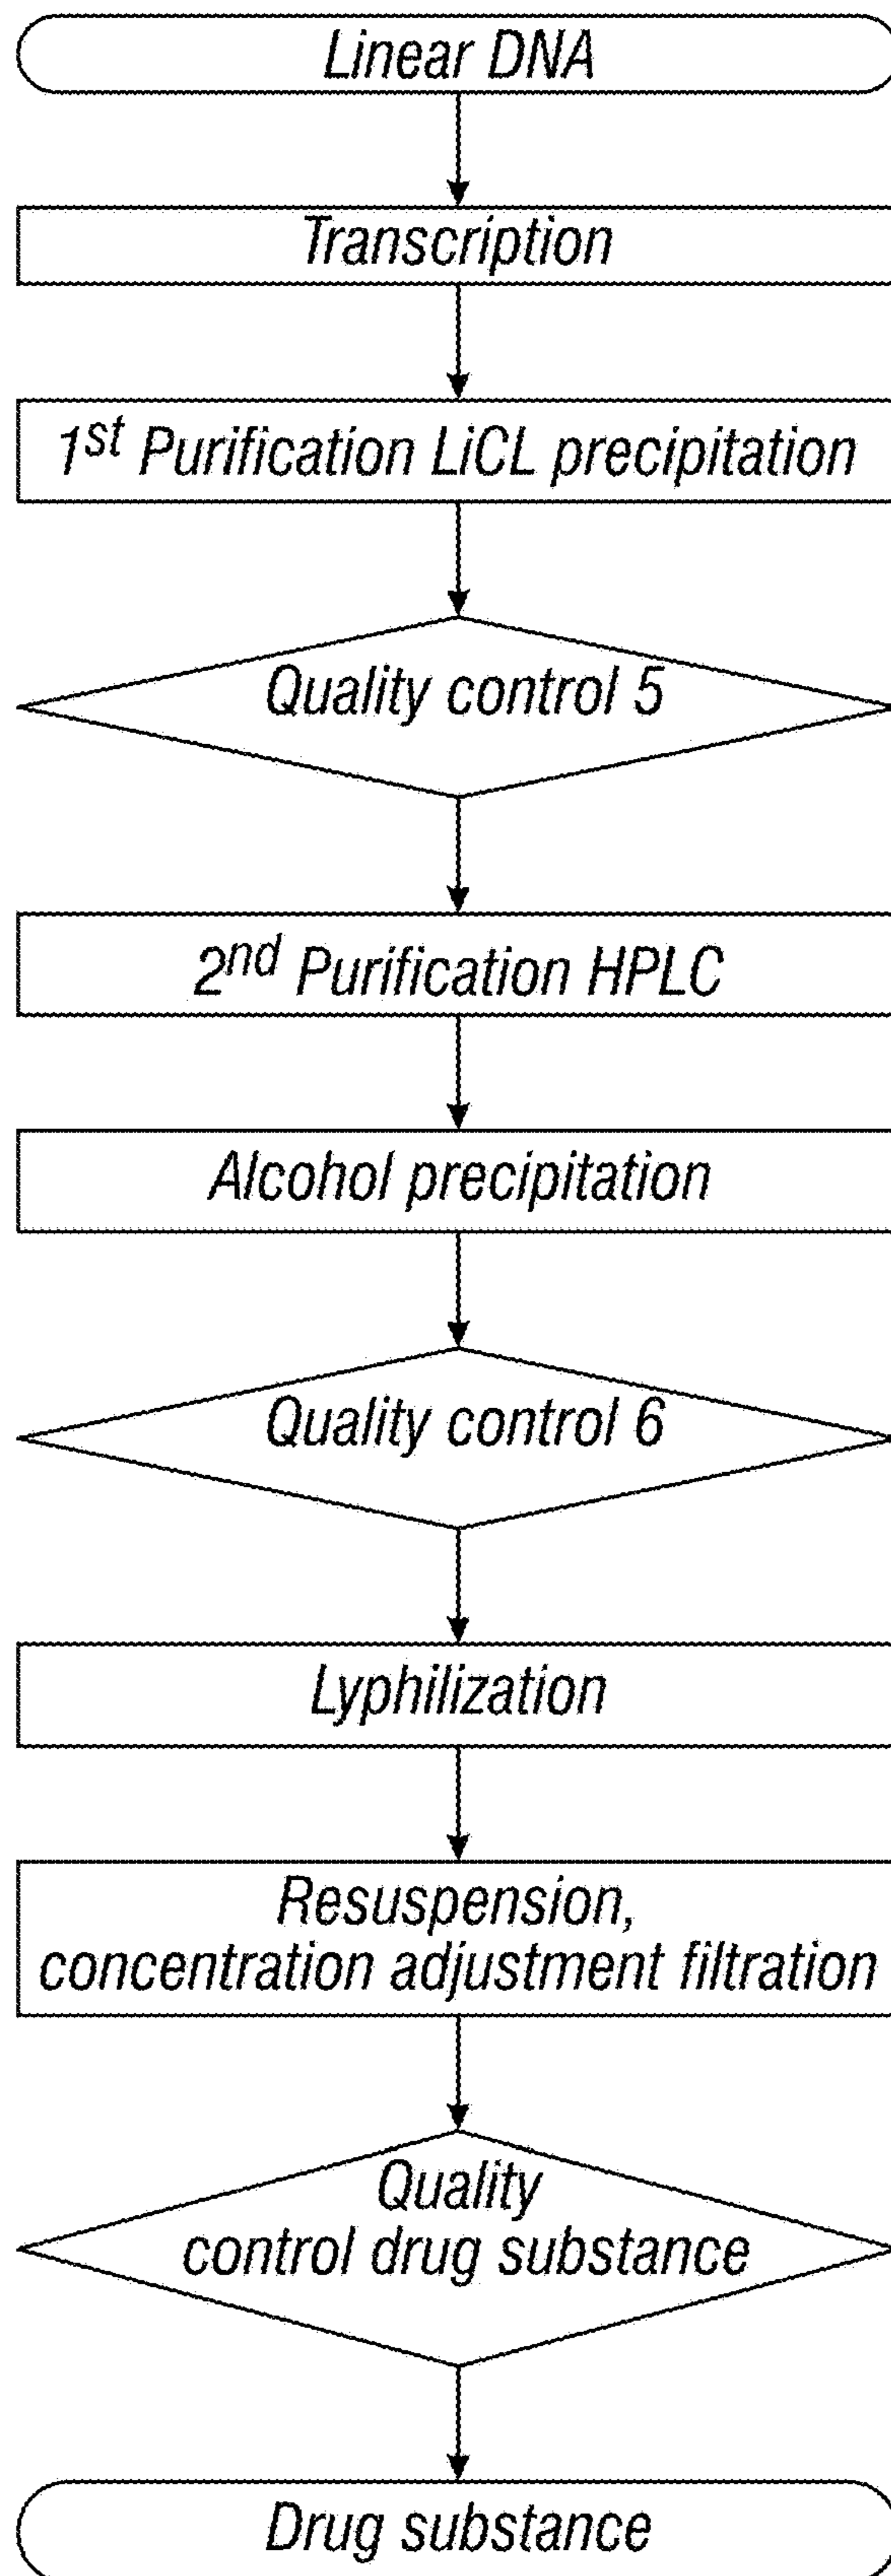 Linear DNA
Transcription
1st Purification LiCL precipitation
Quality control 5
2nd Purification HPLC
Alcohol precipitation
Quality control 6
Lyphilization
Resuspension,
concentration adjustment filtration
Quality
control drug substance
Drug substance